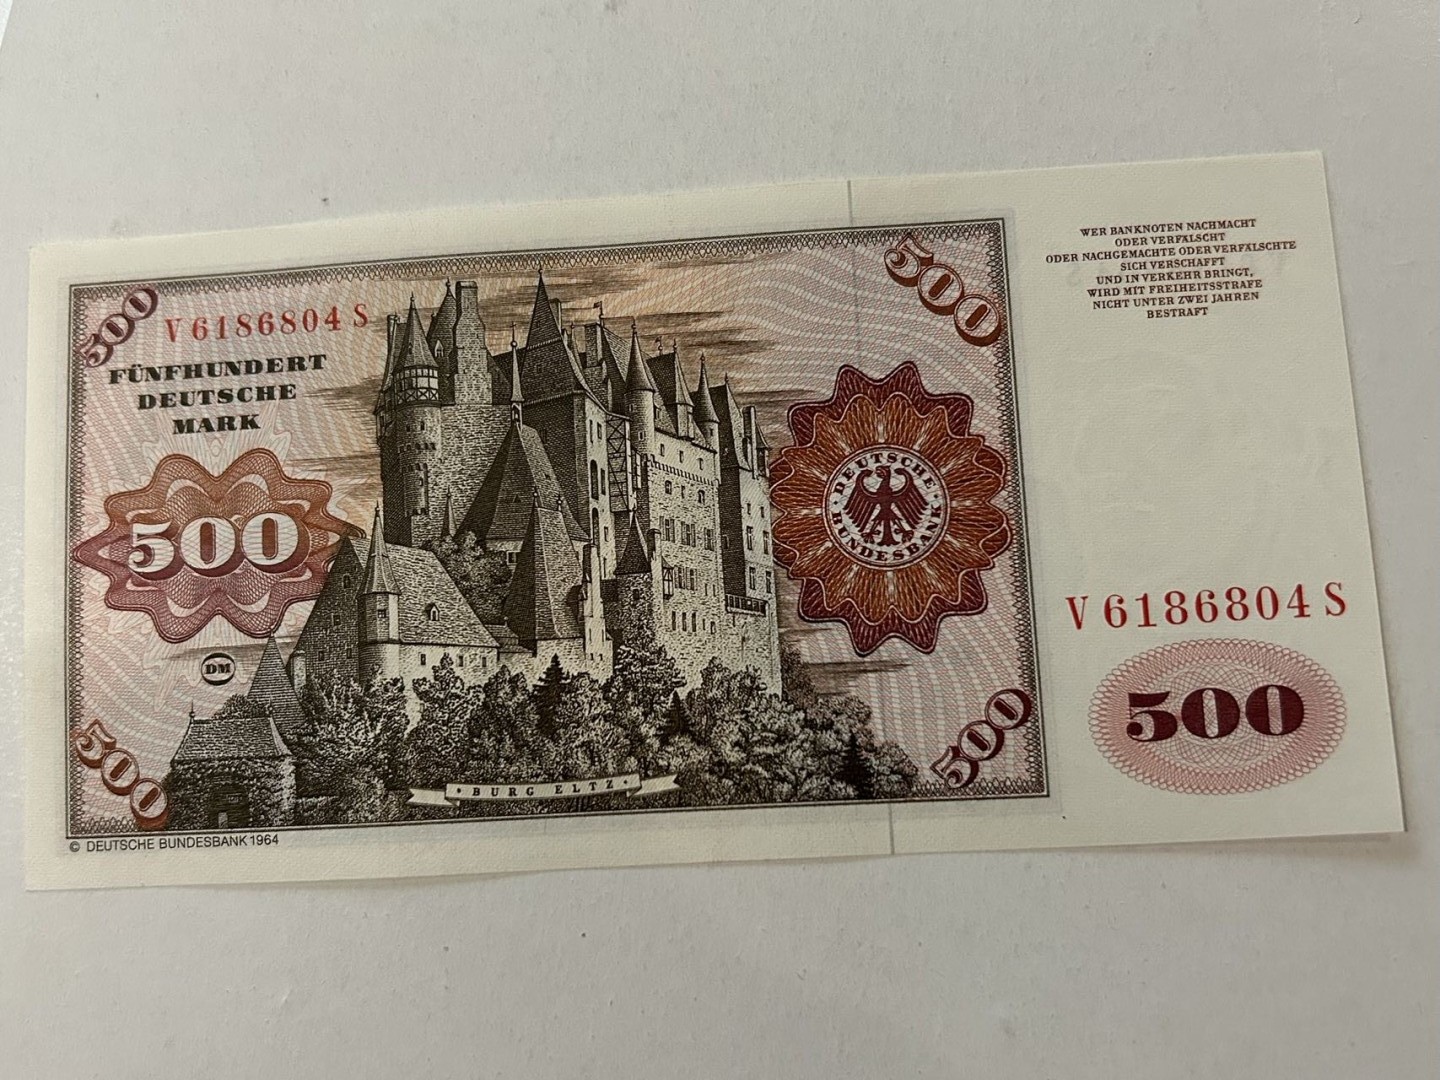 500
V6186804S
FÜNFHUNDERT
DEUTSCHE
MARK
500
DM
500
BURG ELTZ
© DEUTSCHE BUNDESBANK 1964
500
DEUTSCHE
BUNDESBANK
500
WER BANKNOTEN NACHMACHT
ODER VERFÄLSCHT
ODER NACHGEMACHTE ODER VERFÄLSCHTE
SICH VERSCHAFFT
UND IN VERKEHR BRINGT,
WIRD MIT FREIHEITSSTRAFE
NICHT UNTER ZWEI JAHREN
BESTRAFT
V6186804S
500